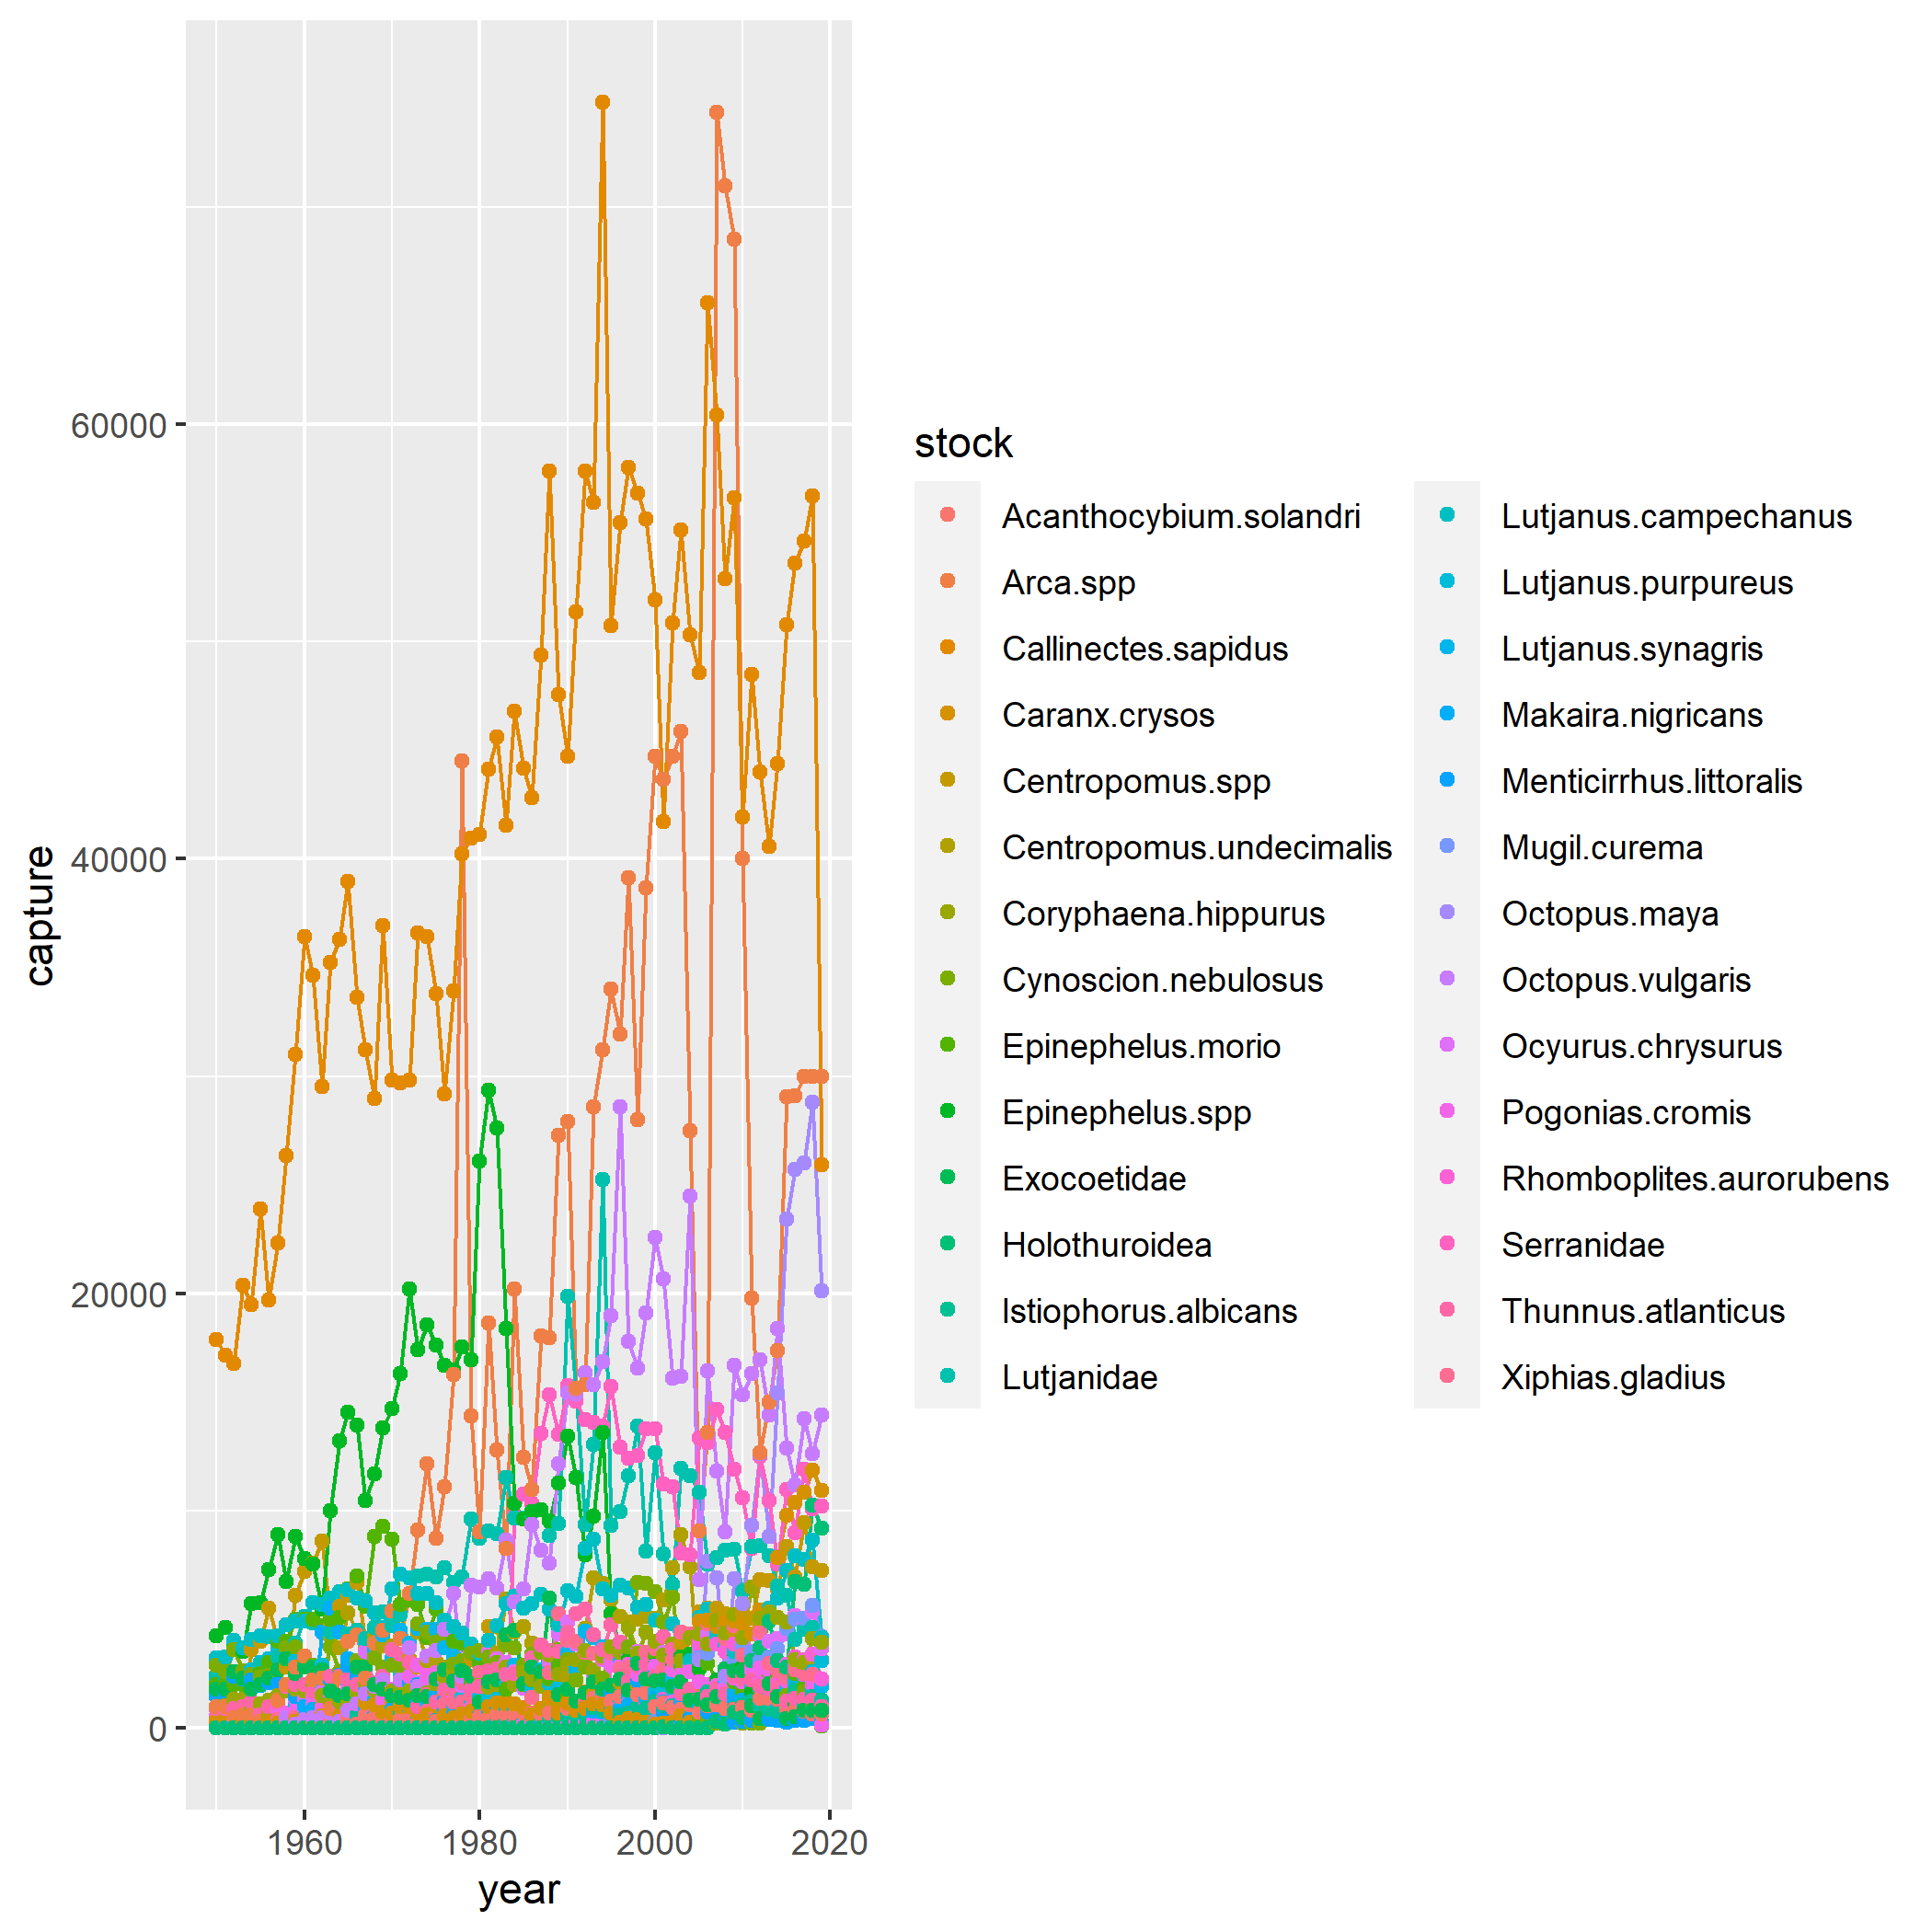 60000
40000
20000
0
capture
1960 1980 2000 2020
year
stock
Acanthocybium.solandri
Arca.spp
Callinectes.sapidus
Caranx.crysos
Centropomus.spp
Centropomus.undecimalis
Coryphaena.hippurus
Cynoscion.nebulosus
Epinephelus.morio
Epinephelus.spp
Exocoetidae
Holothuroidea
Istiophorus.albicans
Lutjanidae
Lutjanus.campechanus
Lutjanus.purpureus
Lutjanus.synagris
Makaira.nigricans
Menticirrhus.littoralis
Mugil.curema
Octopus.maya
Octopus.vulgaris
Ocyurus.chrysurus
Pogonias.cromis
Rhomboplites.aurorubens
Serranidae
Thunnus.atlanticus
Xiphias.gladius